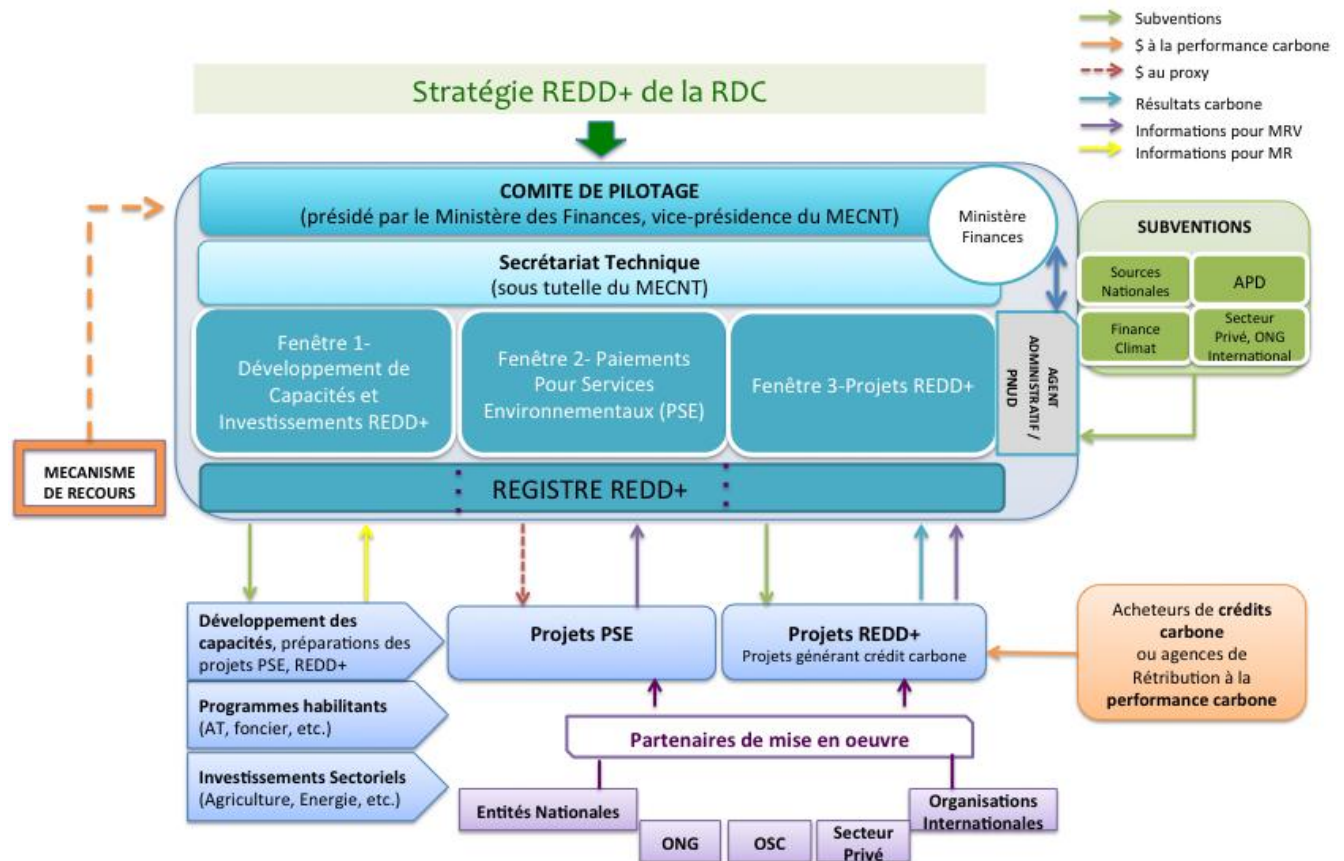 Subventions
$ à la performance carbone
$ au proxy
Résultats carbone
Informations pour MRV
Informations pour MR
Stratégie REDD+ de la RDC
COMITE DE PILOTAGE
(présidé par le Ministère des Finances, vice-présidence du MECNT)
Ministère
Finances
Secrétariat Technique
(sous tutelle du MECNT)
SUBVENTIONS
Sources
Nationales
APD
Finance
Climat
Secteur
Privé, ONG
International
Fenêtre 1-
Développement de
Capacités et
Investissements REDD+
Fenêtre 2- Paiements
Pour Services
Environnementaux (PSE)
Fenêtre 3-Projets REDD+
AGENT
ADMINISTRATIF /
PNUD
MECANISME
DE RECOURS
REGISTRE REDD+
Développement des
capacités, préparations des
projets PSE, REDD+
Programmes habilitants
(AT, foncier, etc.)
Investissements Sectoriels
(Agriculture, Energie, etc.)
Projets PSE
Projets REDD+
Projets générant crédit carbone
Acheteurs de crédits
carbone
ou agences de
Rétribution à la
performance carbone
Partenaires de mise en oeuvre
Entités Nationales
ONG
OSC
Secteur
Privé
Organisations
Internationales